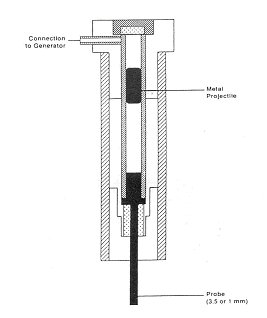 Connection
to Generator
Metal
Projectile
Probe
(3.5 or 1 mm)